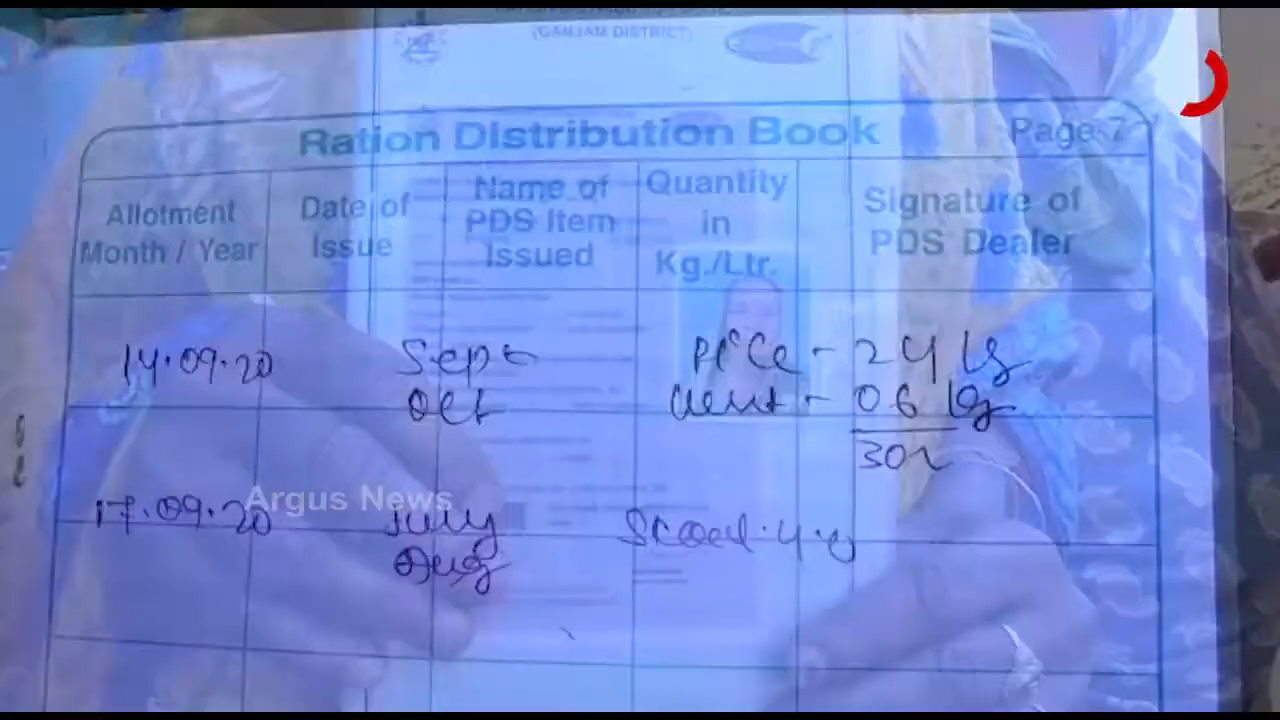 (GANJAM DISTRICT)
Ration Distribution Book Page-7
Allotment Month / Year
Date of Issue
Name of PDS Item Issued
Quantity in Kg./Ltr.
Signature of PDS Dealer
14.09.20 Sept Rice - 24 kg
Oct - 06 kg
30
Argus News
17.09.20 July
Aug